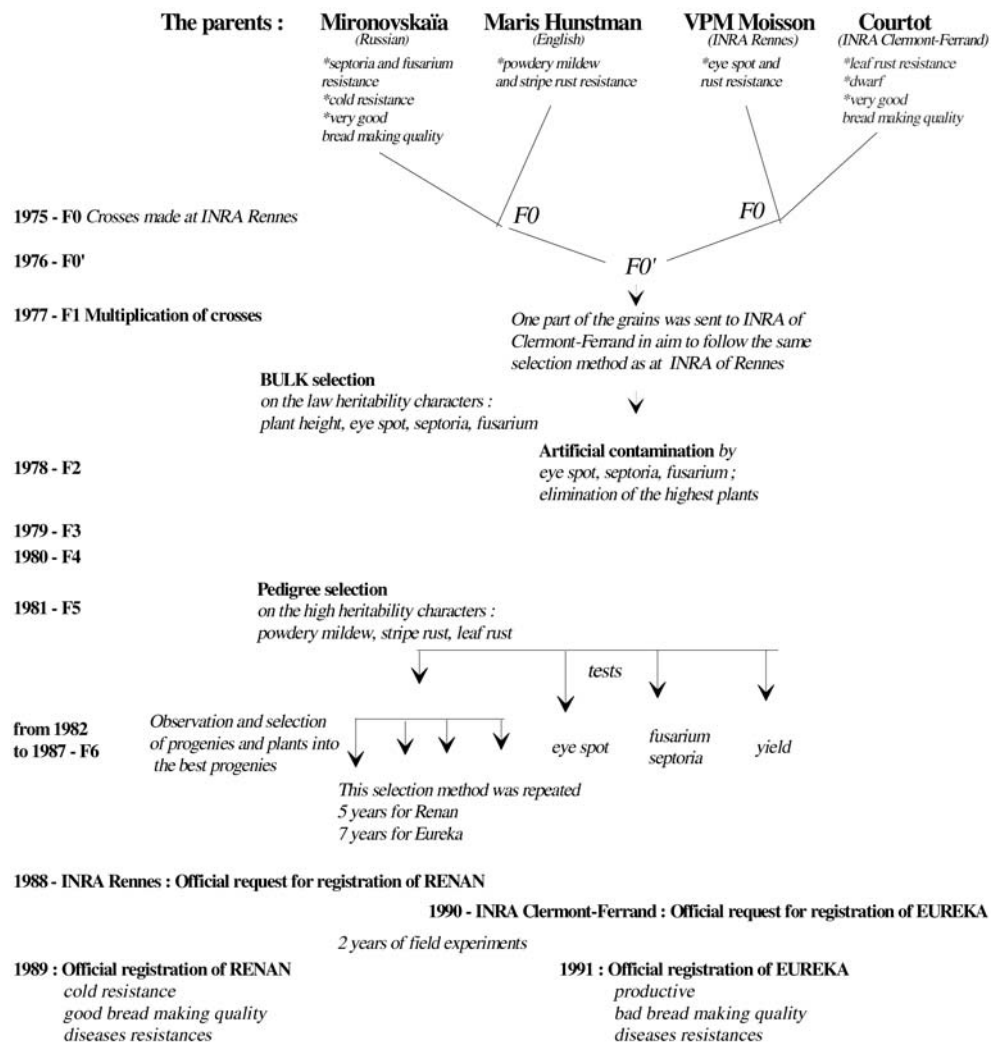 The parents : Mironovskaïa Maris Hunstman VPM Moisson Courtot
(Russian) (English) (INRA Rennes) (INRA Clermont-Ferrand)
*septoria and fusarium
resistance
*cold resistance
*very good
bread making quality
*powdery mildew
and stripe rust resistance
*eye spot and
rust resistance
*leaf rust resistance
*dwarf
*very good
bread making quality
1975 - F0 Crosses made at INRA Rennes
F0
F0
1976 - F0'
F0'
1977 - F1 Multiplication of crosses
One part of the grains was sent to INRA of
Clermont-Ferrand in aim to follow the same
selection method as at INRA of Rennes
BULK selection
on the law heritability characters :
plant height, eye spot, septoria, fusarium
1978 - F2
Artificial contamination by
eye spot, septoria, fusarium ;
elimination of the highest plants
1979 - F3
1980 - F4
1981 - F5
Pedigree selection
on the high heritability characters :
powdery mildew, stripe rust, leaf rust
tests
from 1982
to 1987 - F6
Observation and selection
of progenies and plants into
the best progenies
eye spot
fusarium
septoria
yield
This selection method was repeated
5 years for Renan
7 years for Eureka
1988 - INRA Rennes : Official request for registration of RENAN
1990 - INRA Clermont-Ferrand : Official request for registration of EUREKA
2 years of field experiments
1989 : Official registration of RENAN
cold resistance
good bread making quality
diseases resistances
1991 : Official registration of EUREKA
productive
bad bread making quality
diseases resistances